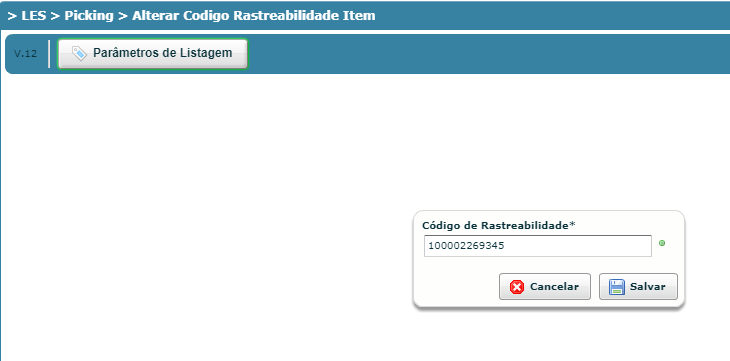 > LES > Picking > Alterar Codigo Rastreabilidade Item
V.12
Parâmetros de Listagem
Código de Rastreabilidade*
100002269345
Cancelar
Salvar